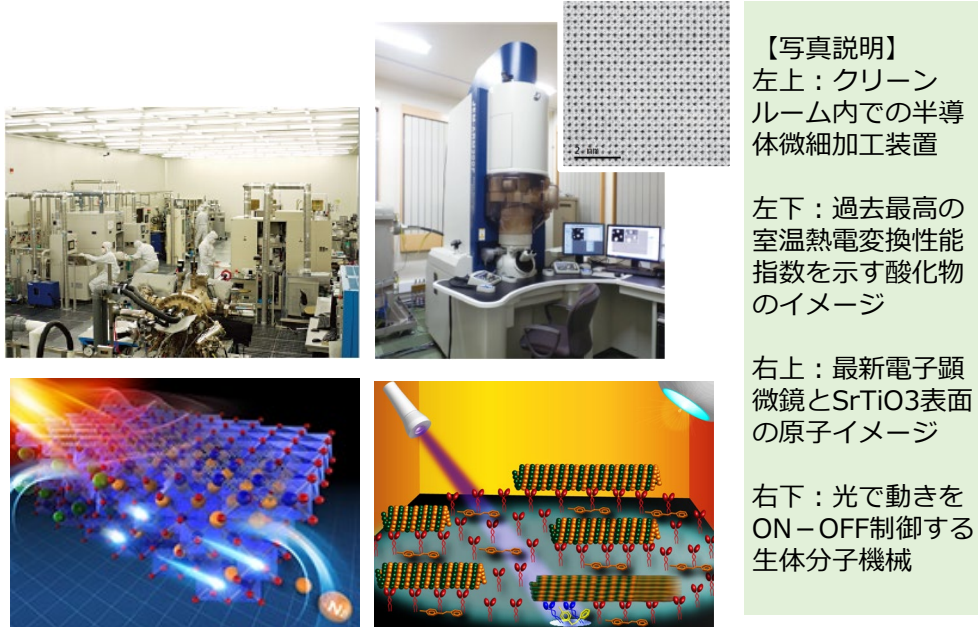 2 nm
Na
【写真説明】
左上：クリーン
ルーム内での半導
体微細加工装置
左下：過去最高の
室温熱電変換性能
指数を示す酸化物
のイメージ
右上：最新電子顕
微鏡とSrTiO3表面
の原子イメージ
右下：光で動きを
ON－OFF制御する
生体分子機械